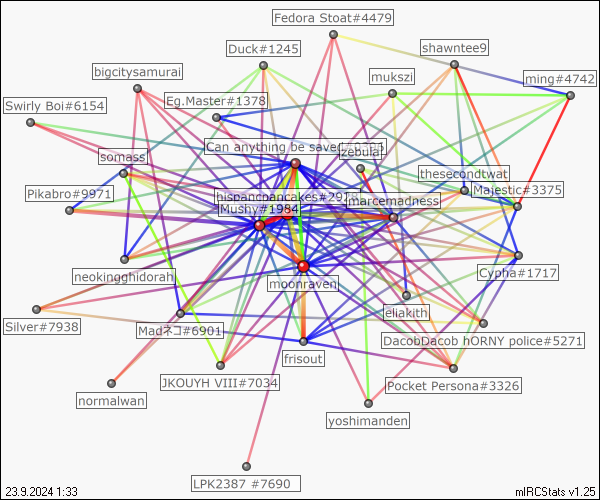 Fedora Stoat#4479
Duck#1245
shawntee9
bigcitysamurai
mukszi
ming#4742
Swirly Boi#6154
Eg.Master#1378
Can anything be saved
zebular
somass
thesecondtwat
Pikabro#9971
hispanchancakes#2918
Majestic#3375
Mushy#1984
marcemadness
neokingghidorah
Cypha#1717
moonraven
eliakith
Silver#7938
Madネコ#6901
DacobDacob hORNY police#5271
frisout
JKOUYH VIII#7034
Pocket Persona#3326
normalwan
yoshimanden
LPK2387 #7690
23.9.2024 1:33
mIRCStats v1.25